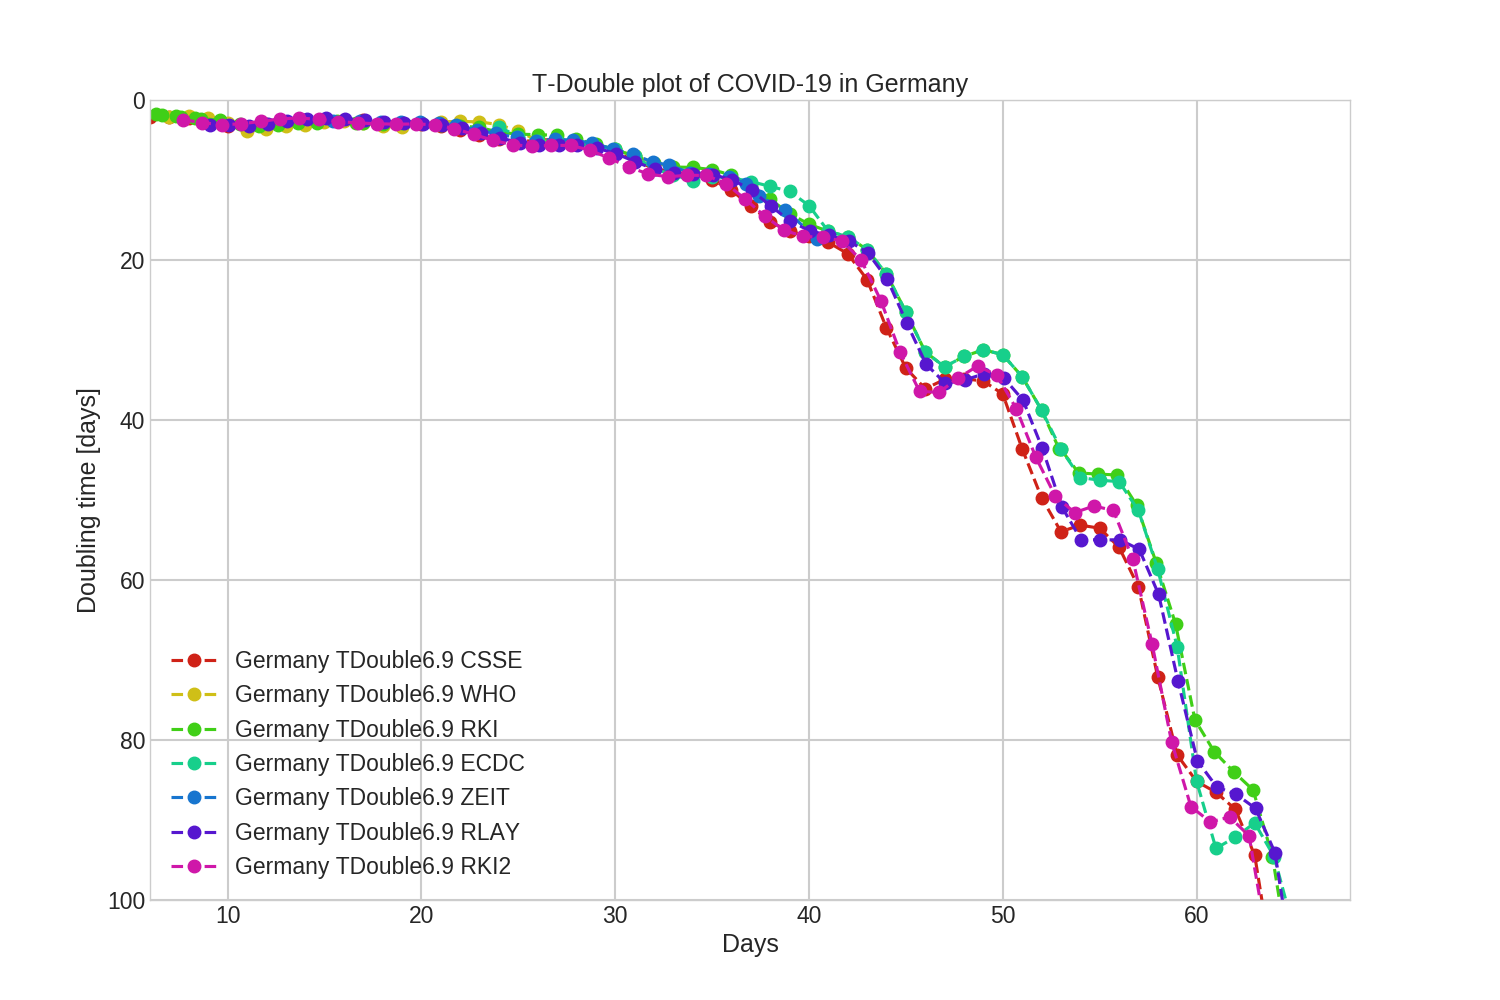 T-Double plot of COVID-19 in Germany
0
20
40
60
80
100
Doubling time [days]
Germany TDouble6.9 CSSE
Germany TDouble6.9 WHO
Germany TDouble6.9 RKI
Germany TDouble6.9 ECDC
Germany TDouble6.9 ZEIT
Germany TDouble6.9 RLAY
Germany TDouble6.9 RKI2
10 20 30 40 50 60
Days